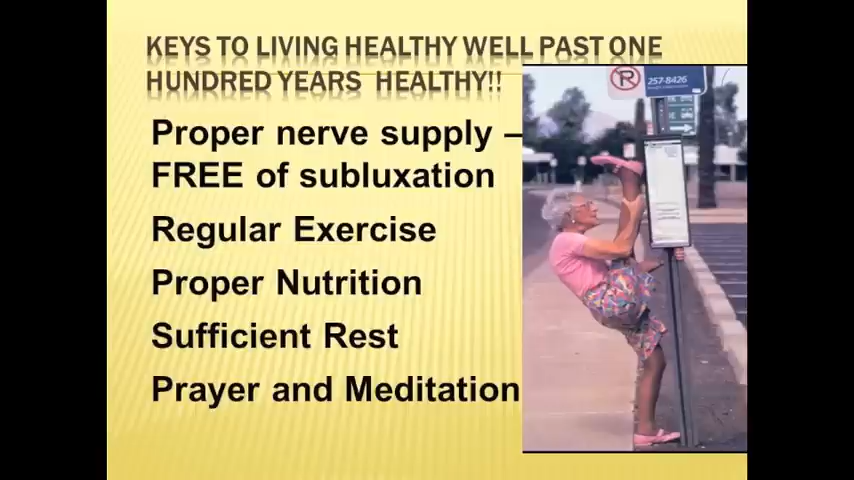 KEYS TO LIVING HEALTHY WELL PAST ONE
HUNDRED YEARS HEALTHY!!
Proper nerve supply –
FREE of subluxation
Regular Exercise
Proper Nutrition
Sufficient Rest
Prayer and Meditation
P
257-8426